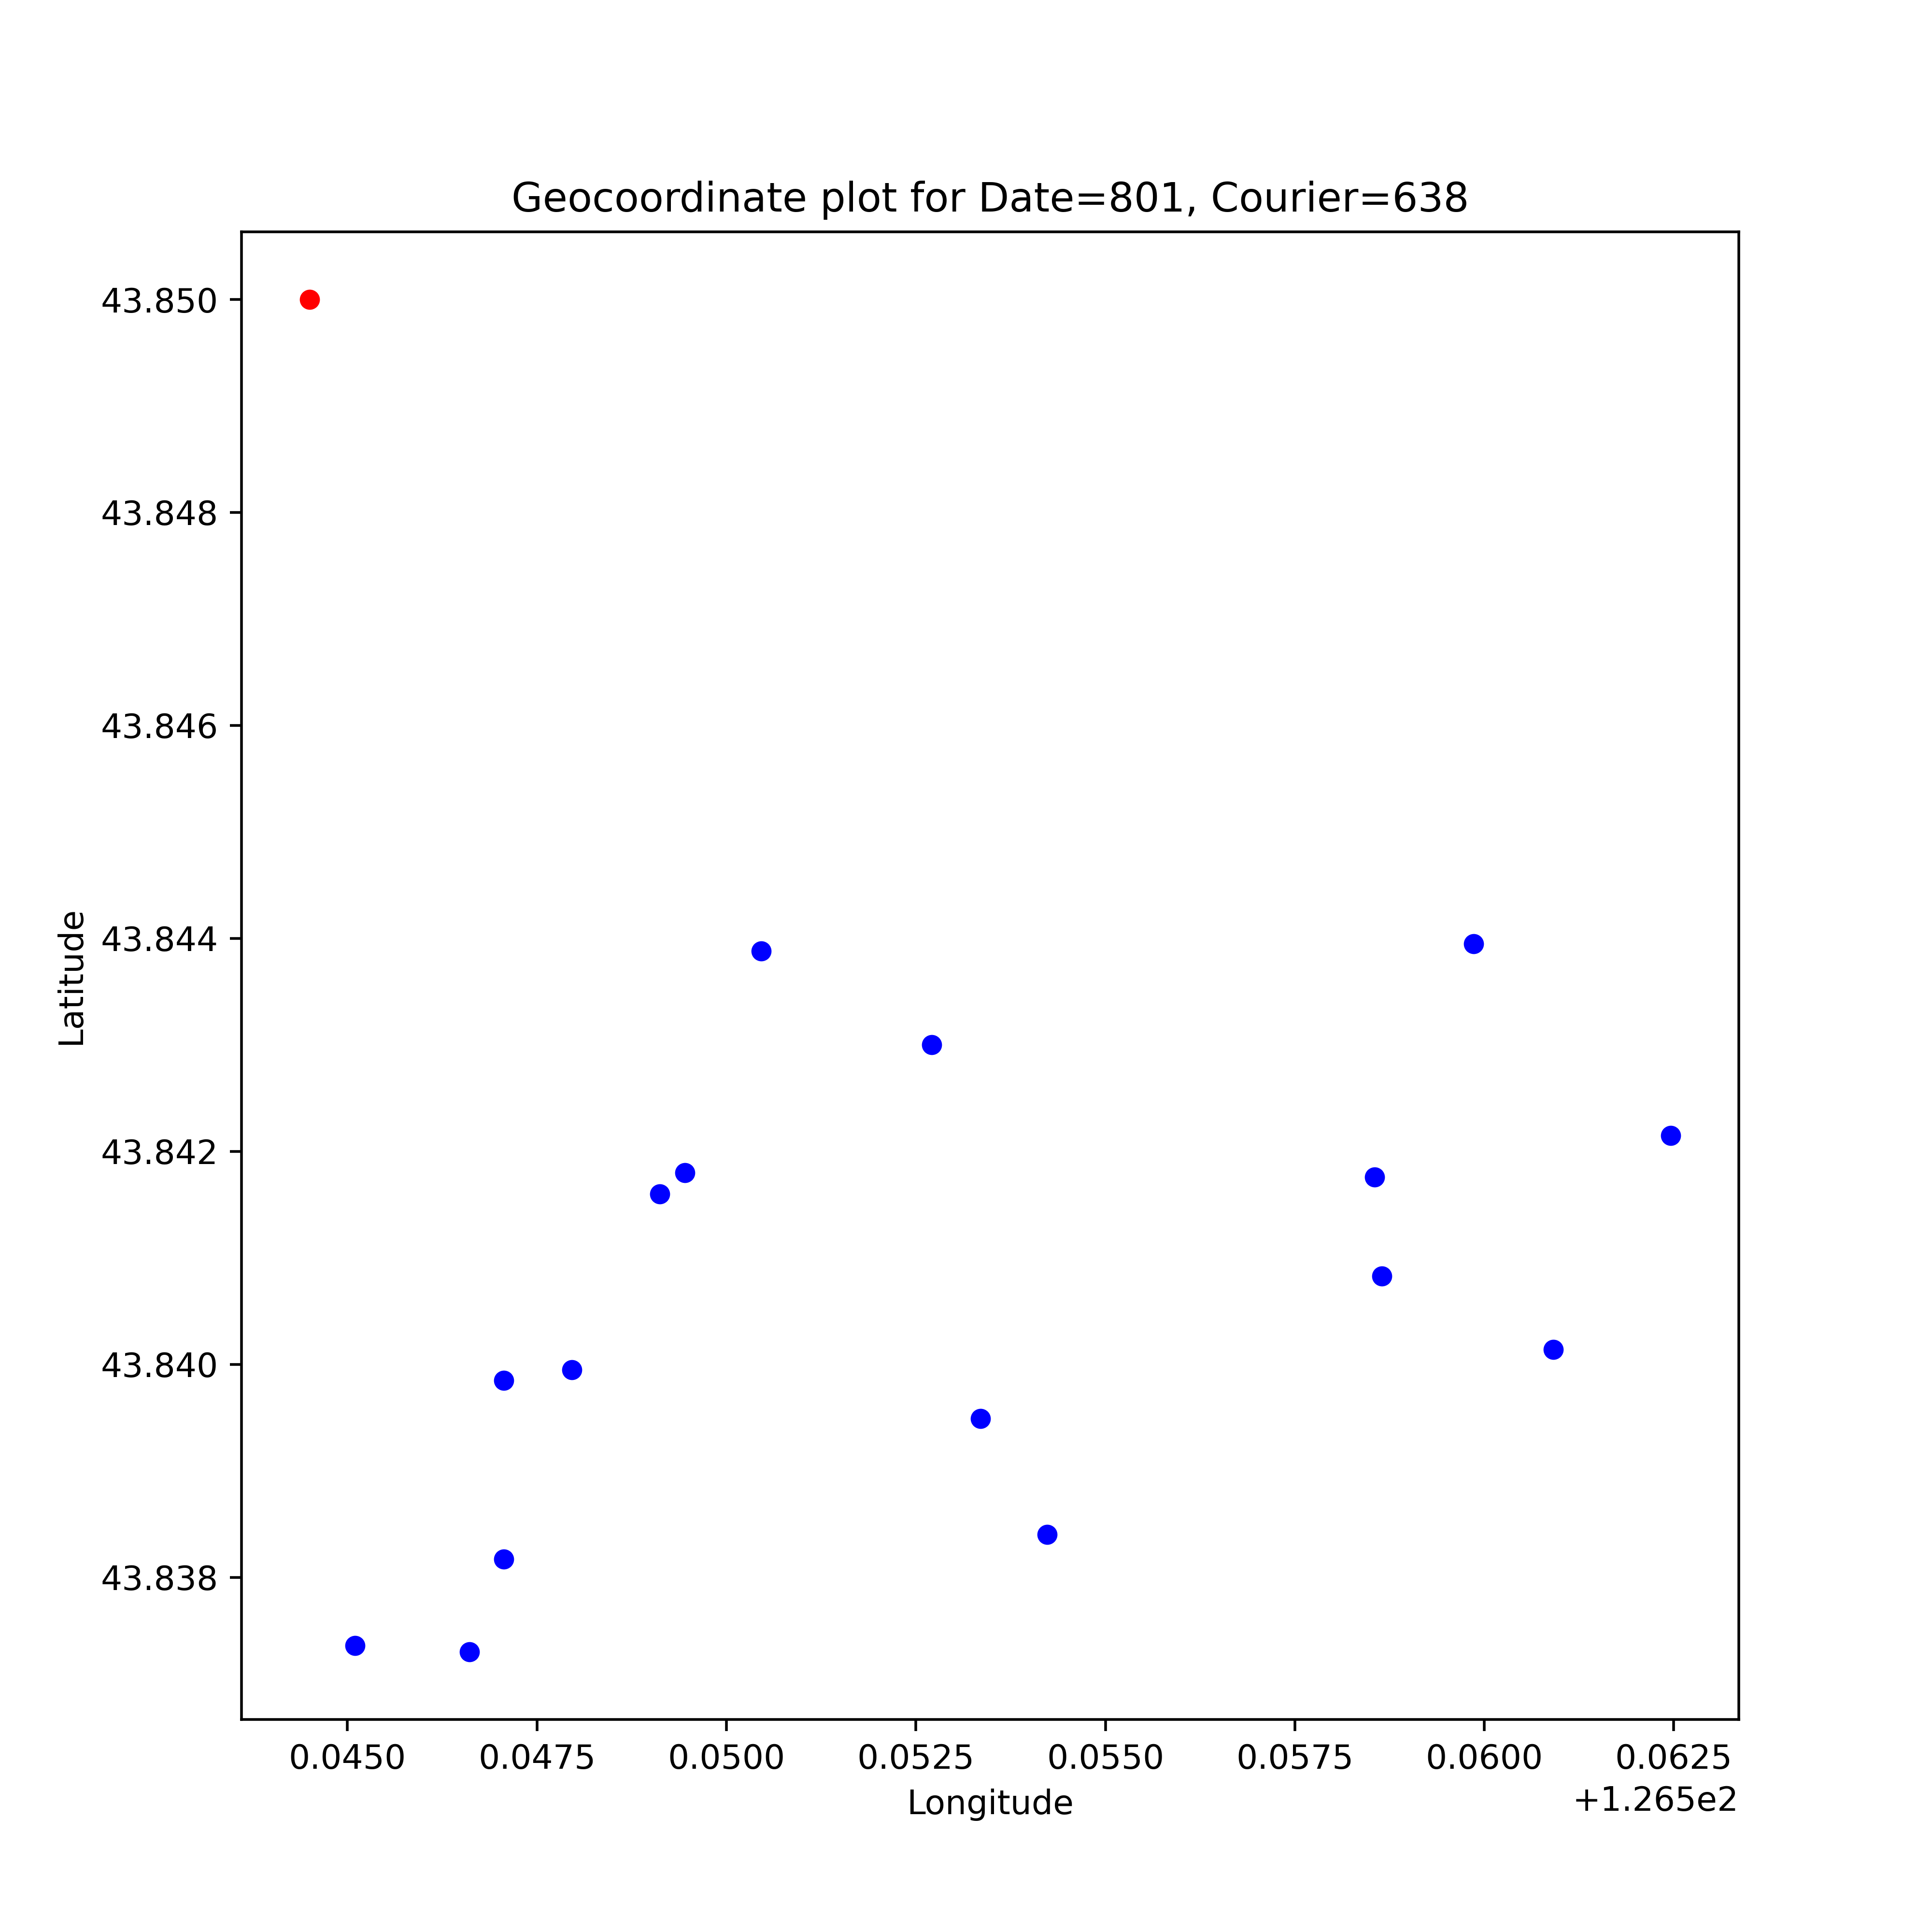 Geocoordinate plot for Date=801, Courier=638
43.850
43.848
43.846
43.844
43.842
43.840
43.838
Latitude
0.0450 0.0475 0.0500 0.0525 0.0550 0.0575 0.0600 0.0625
Longitude
+1.265e2